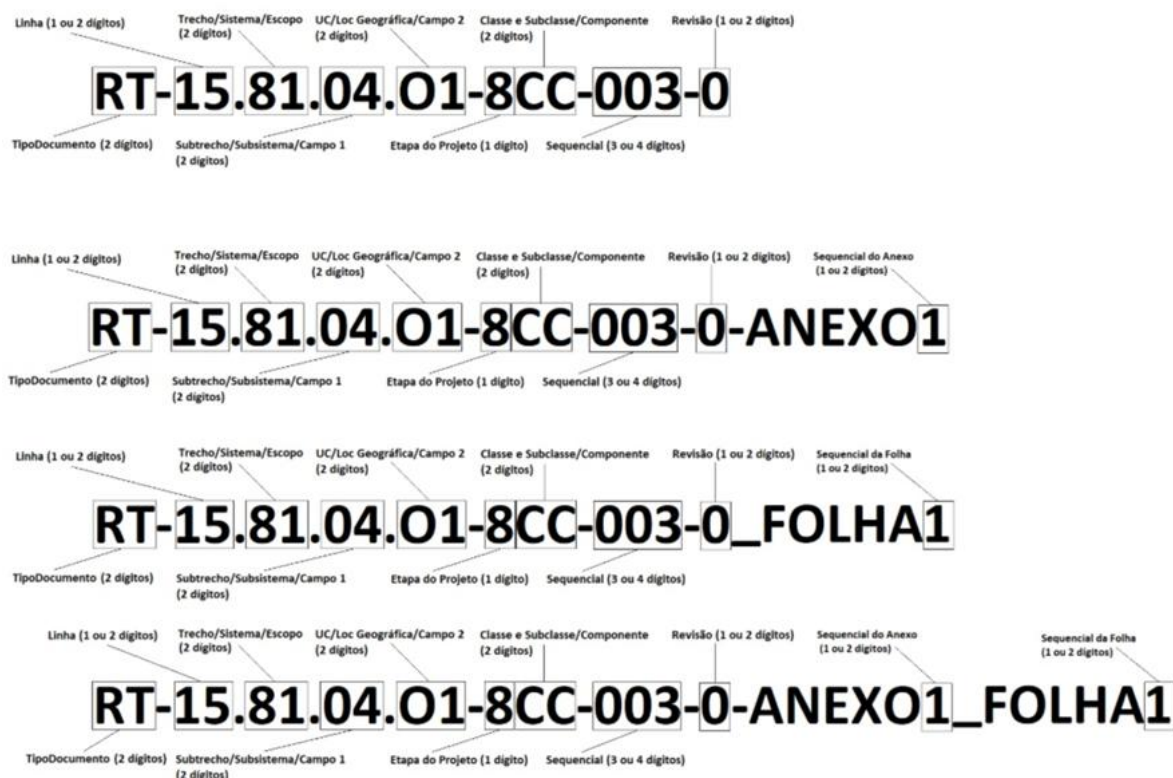 Linha (1 ou 2 dígitos)
Trecho/Sistema/Escopo
(2 dígitos)
UC/Loc Geográfica/Campo 2
(2 dígitos)
Classe e Subclasse/Componente
(2 dígitos)
Revisão (1 ou 2 dígitos)
RT-15.81.04.O1-8CC-003-0
TipoDocumento (2 dígitos)
Subtrecho/Subsistema/Campo 1
(2 dígitos)
Etapa do Projeto (1 dígito)
Sequencial (3 ou 4 dígitos)
Linha (1 ou 2 dígitos)
Trecho/Sistema/Escopo
(2 dígitos)
UC/Loc Geográfica/Campo 2
(2 dígitos)
Classe e Subclasse/Componente
(2 dígitos)
Revisão (1 ou 2 dígitos)
Sequencial do Anexo
(1 ou 2 dígitos)
RT-15.81.04.O1-8CC-003-0-ANEXO1
TipoDocumento (2 dígitos)
Subtrecho/Subsistema/Campo 1
(2 dígitos)
Etapa do Projeto (1 dígito)
Sequencial (3 ou 4 dígitos)
Linha (1 ou 2 dígitos)
Trecho/Sistema/Escopo
(2 dígitos)
UC/Loc Geográfica/Campo 2
(2 dígitos)
Classe e Subclasse/Componente
(2 dígitos)
Revisão (1 ou 2 dígitos)
Sequencial da Folha
(1 ou 2 dígitos)
RT-15.81.04.O1-8CC-003-0_FOLHA1
TipoDocumento (2 dígitos)
Subtrecho/Subsistema/Campo 1
(2 dígitos)
Etapa do Projeto (1 dígito)
Sequencial (3 ou 4 dígitos)
Linha (1 ou 2 dígitos)
Trecho/Sistema/Escopo
(2 dígitos)
UC/Loc Geográfica/Campo 2
(2 dígitos)
Classe e Subclasse/Componente
(2 dígitos)
Revisão (1 ou 2 dígitos)
Sequencial do Anexo
(1 ou 2 dígitos)
Sequencial da Folha
(1 ou 2 dígitos)
RT-15.81.04.O1-8CC-003-0-ANEXO1_FOLHA1
TipoDocumento (2 dígitos)
Subtrecho/Subsistema/Campo 1
(2 dígitos)
Etapa do Projeto (1 dígito)
Sequencial (3 ou 4 dígitos)